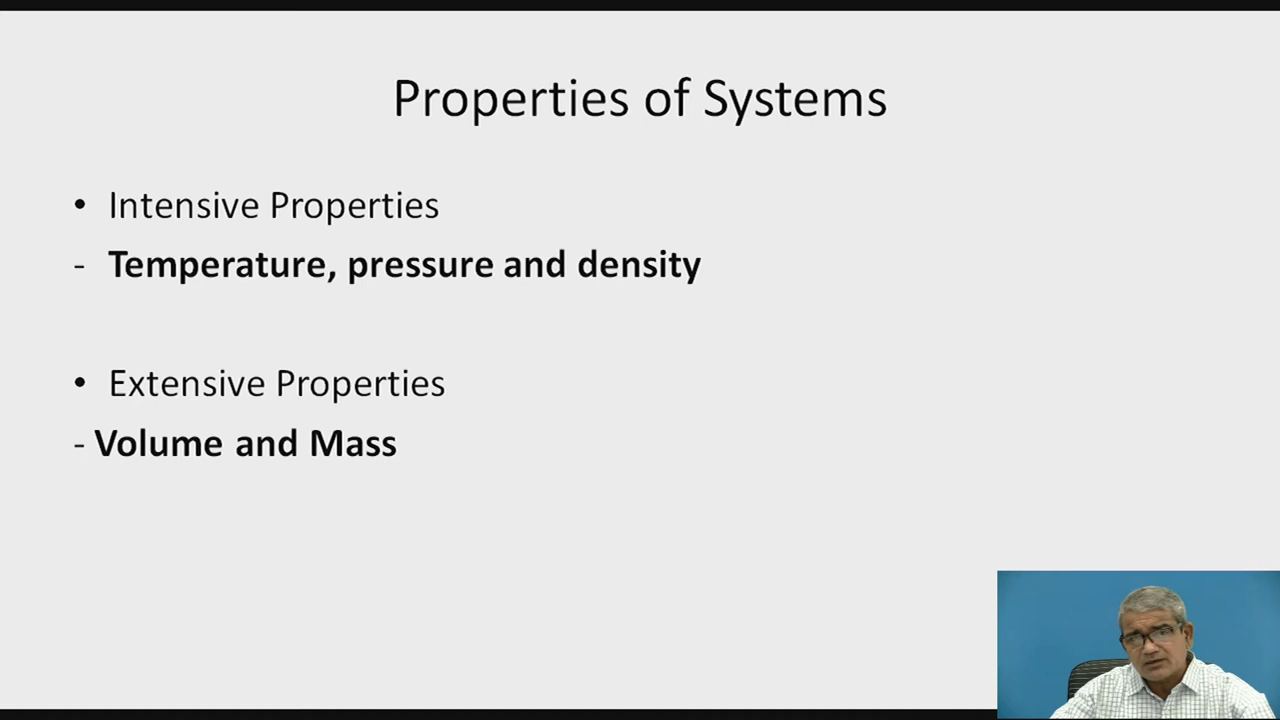 Properties of Systems
• Intensive Properties
- Temperature, pressure and density
• Extensive Properties
- Volume and Mass